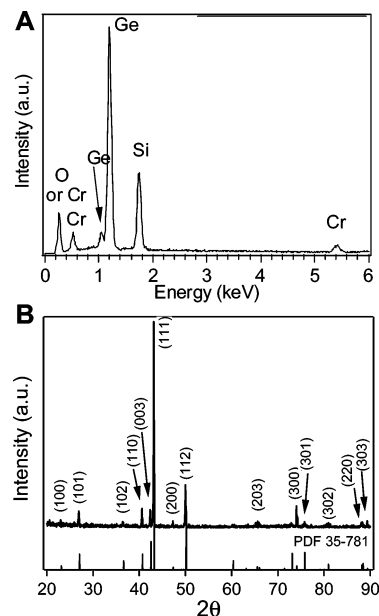 A
Ge
Intensity (a.u.)
O
or Cr
Cr
Ge
Si
Cr
0 1 2 3 4 5 6
Energy (keV)
B
Intensity (a.u.)
(100)
(101)
(102)
(110)
(003)
(111)
(200)
(112)
(203)
(300)
(301)
(302)
(220)
(303)
PDF 35-781
20 30 40 50 60 70 80 90
2θ